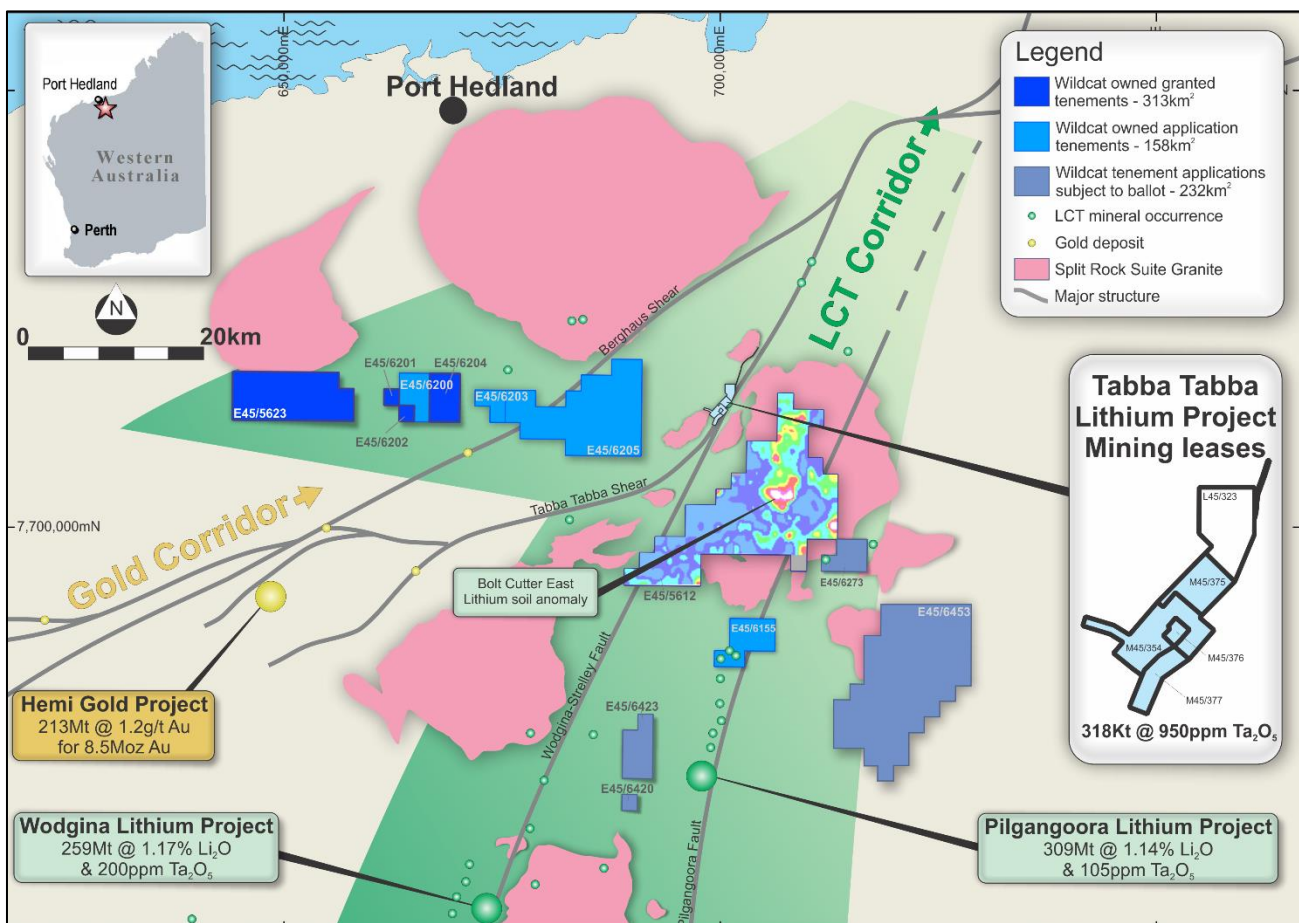 Port Hedland
Western
Australia
Perth
N
0
20km
650,000mE
700,000mE
7,700,000mN
Port Hedland
Legend
Wildcat owned granted
tenements - 313km²
Wildcat owned application
tenements - 158km²
Wildcat tenement applications
subject to ballot - 232km²
LCT mineral occurrence
Gold deposit
Split Rock Suite Granite
Major structure
LCT Corridor
Berghaus Shear
E45/6201
E45/6204
E45/6200
E45/5623
E45/6202
E45/6203
E45/6205
Tabba Tabba Shear
Gold Corridor
Tabba Tabba
Lithium Project
Mining leases
L45/323
M45/375
M45/354
M45/376
M45/377
318Kt @ 950ppm Ta₂O₅
Bolt Cutter East
Lithium soil anomaly
E45/5612
E45/6273
E45/6453
E45/6155
E45/6423
E45/6420
Wodgina-Strelley Fault
Pilgangoora Fault
Hemi Gold Project
213Mt @ 1.2g/t Au
for 8.5Moz Au
Wodgina Lithium Project
259Mt @ 1.17% Li₂O
& 200ppm Ta₂O₅
Pilgangoora Lithium Project
309Mt @ 1.14% Li₂O
& 105ppm Ta₂O₅